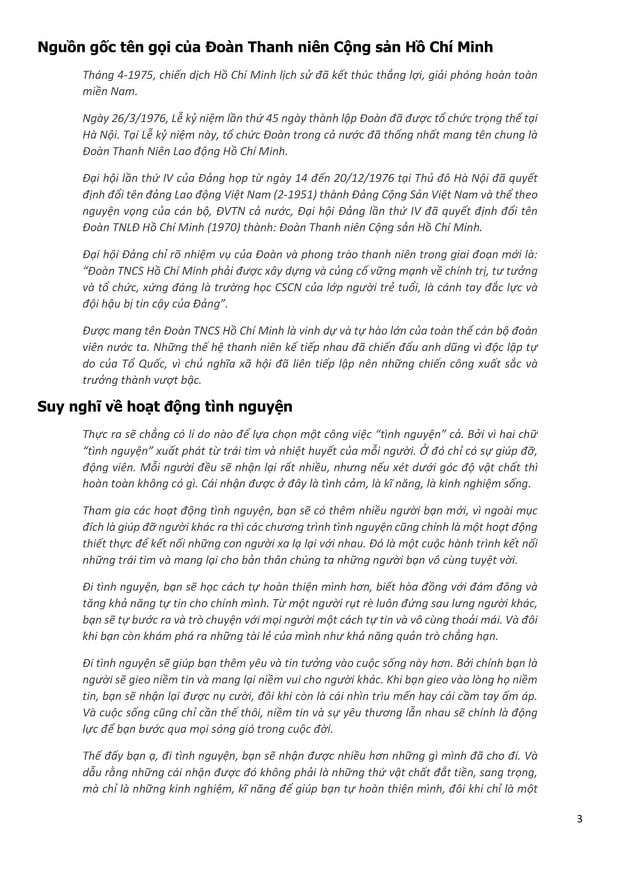 Nguồn gốc tên gọi của Đoàn Thanh niên Cộng sản Hồ Chí Minh
Tháng 4-1975, chiến dịch Hồ Chí Minh lịch sử đã kết thúc thắng lợi, giải phóng hoàn toàn
miền Nam.
Ngày 26/3/1976, Lễ kỷ niệm lần thứ 45 ngày thành lập Đoàn đã được tổ chức trọng thể tại
Hà Nội. Tại Lễ kỷ niệm này, tổ chức Đoàn trong cả nước đã thống nhất mang tên chung là
Đoàn Thanh Niên Lao động Hồ Chí Minh.
Đại hội lần thứ IV của Đảng họp từ ngày 14 đến 20/12/1976 tại Thủ đô Hà Nội đã quyết
định đổi tên đảng Lao động Việt Nam (2-1951) thành Đảng Cộng Sản Việt Nam và thể theo
nguyện vọng của cán bộ, ĐVTN cả nước, Đại hội Đảng lần thứ IV đã quyết định đổi tên
Đoàn TNLĐ Hồ Chí Minh (1970) thành: Đoàn Thanh niên Cộng sản Hồ Chí Minh.
Đại hội Đảng chỉ rõ nhiệm vụ của Đoàn và phong trào thanh niên trong giai đoạn mới là:
“Đoàn TNCS Hồ Chí Minh phải được xây dựng và củng cố vững mạnh về chính trị, tư tưởng
và tổ chức, xứng đáng là trường học CSCN của lớp người trẻ tuổi, là cánh tay đắc lực và
đội hậu bị tin cậy của Đảng”.
Được mang tên Đoàn TNCS Hồ Chí Minh là vinh dự và tự hào lớn của toàn thể cán bộ đoàn
viên nước ta. Những thế hệ thanh niên kế tiếp nhau đã chiến đấu anh dũng vì độc lập tự
do của Tổ Quốc, vì chủ nghĩa xã hội đã liên tiếp lập nên những chiến công xuất sắc và
trưởng thành vượt bậc.
Suy nghĩ về hoạt động tình nguyện
Thực ra sẽ chẳng có lí do nào để lựa chọn một công việc “tình nguyện” cả. Bởi vì hai chữ
“tình nguyện” xuất phát từ trái tim và nhiệt huyết của mỗi người. Ở đó chỉ có sự giúp đỡ,
động viên. Mỗi người đều sẽ nhận lại rất nhiều, nhưng nếu xét dưới góc độ vật chất thì
hoàn toàn không có gì. Cái nhận được ở đây là tình cảm, là kĩ năng, là kinh nghiệm sống.
Tham gia các hoạt động tình nguyện, bạn sẽ có thêm nhiều người bạn mới, vì ngoài mục
đích là giúp đỡ người khác ra thì các chương trình tình nguyện cũng chính là một hoạt động
thiết thực để kết nối những con người xa lạ lại với nhau. Đó là một cuộc hành trình kết nối
những trái tim và mang lại cho bản thân chúng ta những người bạn vô cùng tuyệt vời.
Đi tình nguyện, bạn sẽ học cách tự hoàn thiện mình hơn, biết hòa đồng với đám đông và
tăng khả năng tự tin cho chính mình. Từ một người rụt rè luôn đứng sau lưng người khác,
bạn sẽ tự bước ra và trò chuyện với mọi người một cách tự tin và vô cùng thoải mái. Và đôi
khi bạn còn khám phá ra những tài lẻ của mình như khả năng quản trò chẳng hạn.
Đi tình nguyện sẽ giúp bạn thêm yêu và tin tưởng vào cuộc sống này hơn. Bởi chính bạn là
người sẽ gieo niềm tin và mang lại niềm vui cho người khác. Khi bạn gieo vào lòng họ niềm
tin, bạn sẽ nhận lại được nụ cười, đôi khi còn là cái nhìn trìu mến hay cái cầm tay ấm áp.
Và cuộc sống cũng chỉ cần thế thôi, niềm tin và sự yêu thương lẫn nhau sẽ chính là động
lực để bạn bước qua mọi sóng gió trong cuộc đời.
Thế đấy bạn ạ, đi tình nguyện, bạn sẽ nhận được nhiều hơn những gì mình đã cho đi. Và
dẫu rằng những cái nhận được đó không phải là những thứ vật chất đắt tiền, sang trọng,
mà chỉ là những kinh nghiệm, kĩ năng để giúp bạn tự hoàn thiện mình, đôi khi chỉ là một
3